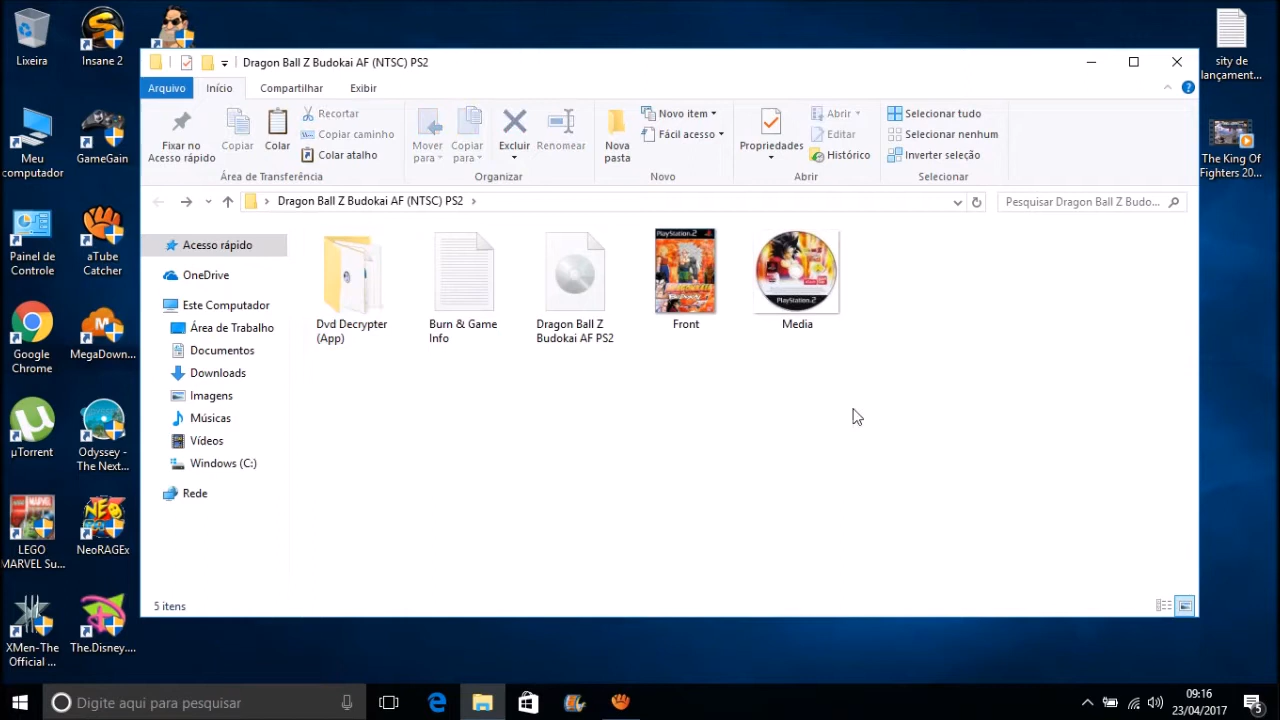 Dragon Ball Z Budokai AF (NTSC) PS2
Arquivo
Início
Compartilhar
Exibir
Fixar no
Acesso rápido
Copiar
Colar
Recortar
Copiar caminho
Colar atalho
Área de Transferência
Mover
para
Copiar
para
Excluir
Renomear
Organizar
Nova
pasta
Novo item
Fácil acesso
Novo
Propriedades
Abrir
Editar
Histórico
Abrir
Selecionar tudo
Selecionar nenhum
Inverter seleção
Selecionar
Dragon Ball Z Budokai AF (NTSC) PS2
Pesquisar Dragon Ball Z Budo...
Acesso rápido
OneDrive
Este Computador
Área de Trabalho
Documentos
Downloads
Imagens
Músicas
Vídeos
Windows (C:)
Rede
Dvd Decrypter
(App)
Burn & Game
Info
Dragon Ball Z
Budokai AF PS2
PlayStation 2
Front
PlayStation 2
Media
5 itens
Lixeira
Insane 2
Meu
computador
GameGain
Painel de
Controle
aTube
Catcher
Google
Chrome
MegaDown...
µTorrent
Odyssey -
The Next...
LEGO
MARVEL Su...
NeoRAGEx
XMen-The
Official ...
The.Disney....
sity de
lançament...
The King Of
Fighters 20...
Digite aqui para pesquisar
09:16
23/04/2017
5